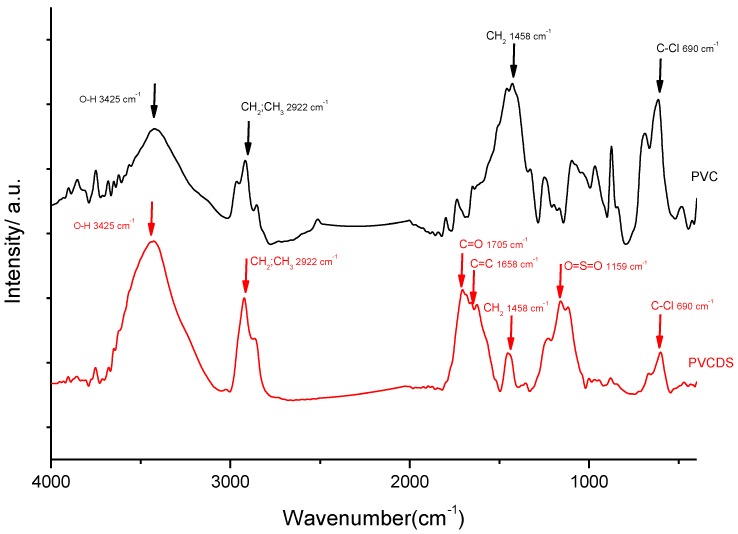 CH2 1458 cm-1
C-Cl 690 cm-1
O-H 3425 cm-1
CH2;CH3 2922 cm-1
PVC
O-H 3425 cm-1
C=O 1705 cm-1
CH2;CH3 2922 cm-1
C=C 1658 cm-1
O=S=O 1159 cm-1
CH2 1458 cm-1
C-Cl 690 cm-1
PVCDS
Intensity/ a.u.
4000 3000 2000 1000
Wavenumber(cm-1)